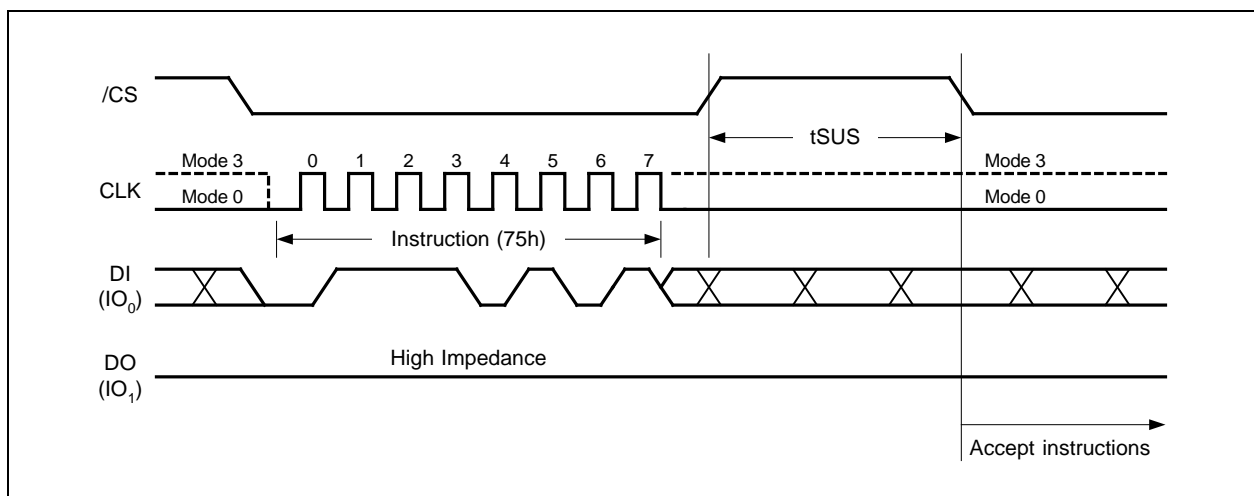 /CS
tSUS
Mode 3
0 1 2 3 4 5 6 7
Mode 3
CLK
Mode 0
Mode 0
Instruction (75h)
DI
(IO₀)
High Impedance
DO
(IO₁)
Accept instructions